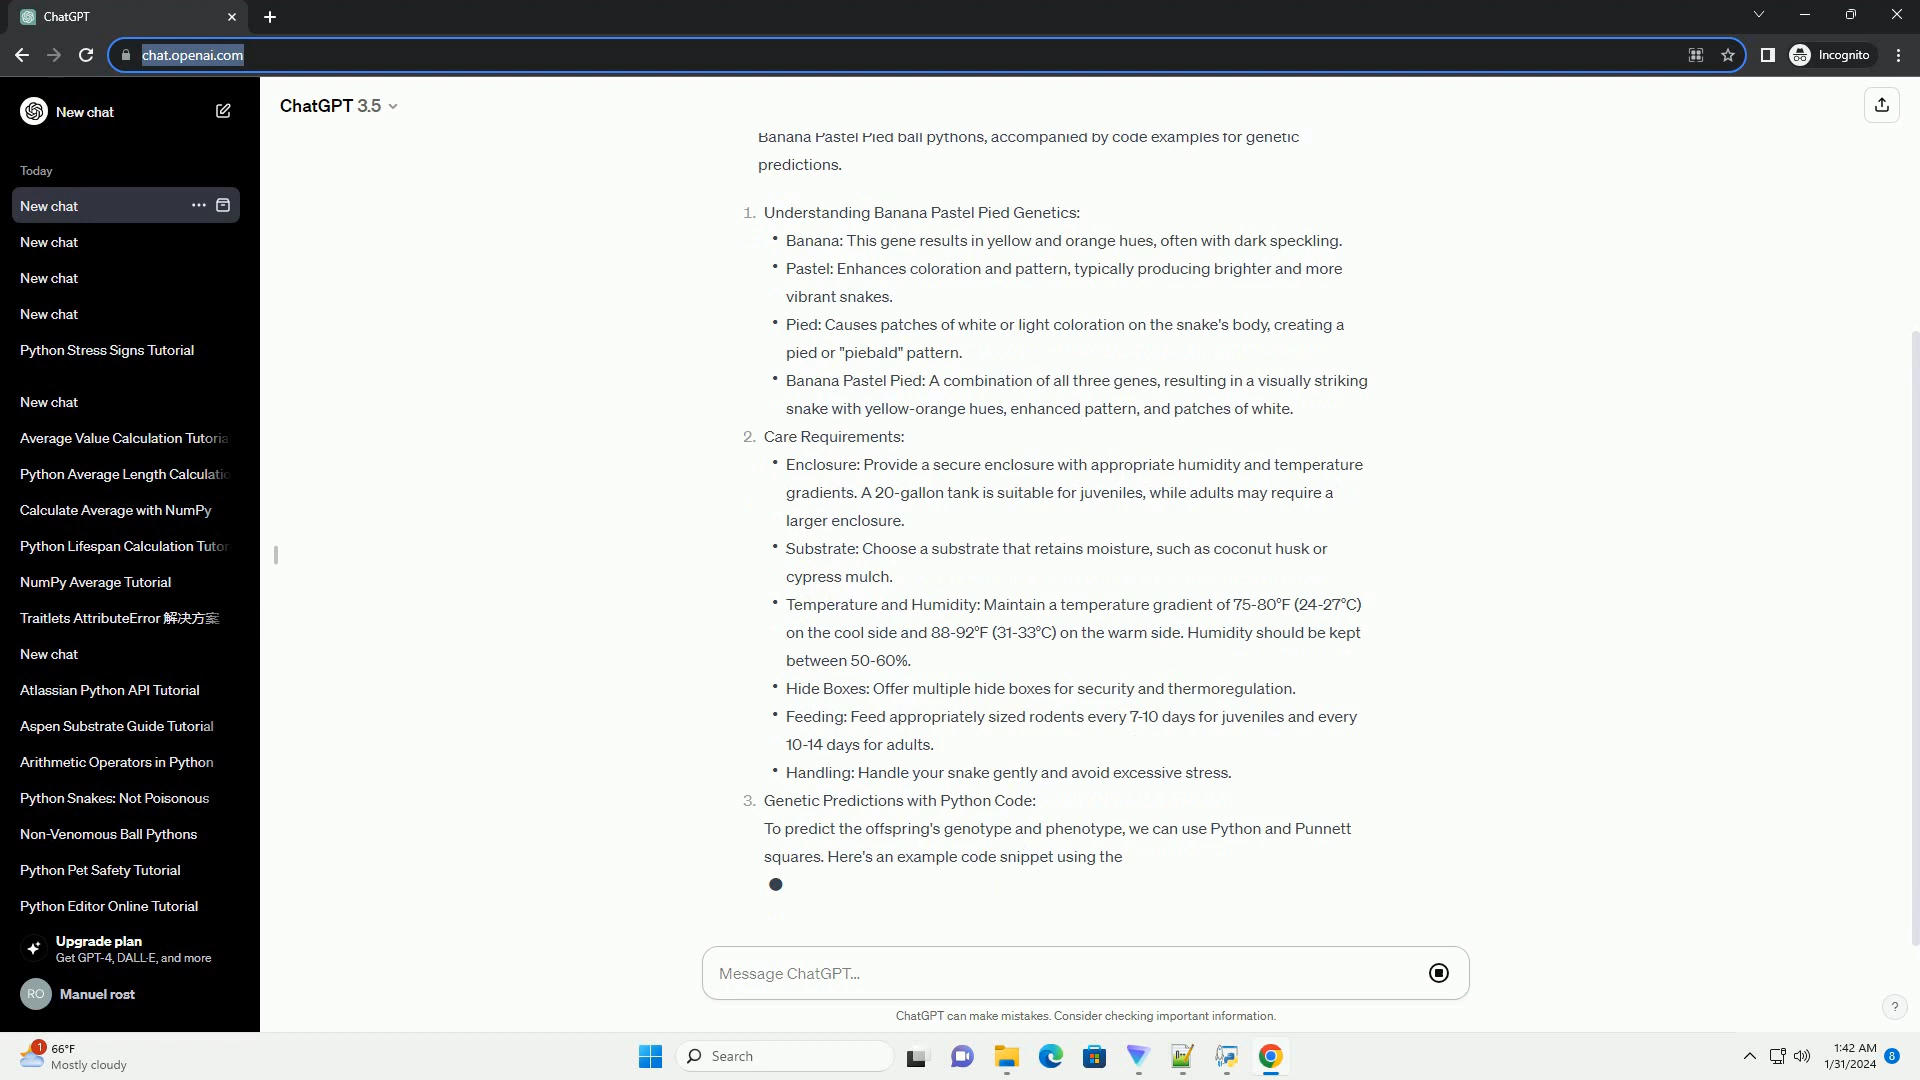 ChatGPT
chat.openai.com
Incognito
New chat
ChatGPT 3.5
Today
New chat
New chat
New chat
New chat
Python Stress Signs Tutorial
New chat
Average Value Calculation Tutoria
Python Average Length Calculatio
Calculate Average with NumPy
Python Lifespan Calculation Tutor
NumPy Average Tutorial
Traitlets AttributeError 解决方案
New chat
Atlassian Python API Tutorial
Aspen Substrate Guide Tutorial
Arithmetic Operators in Python
Python Snakes: Not Poisonous
Non-Venomous Ball Pythons
Python Pet Safety Tutorial
Python Editor Online Tutorial
Upgrade plan
Get GPT-4, DALL·E, and more
RO Manuel rost
Banana Pastel Pied ball pythons, accompanied by code examples for genetic
predictions.
1. Understanding Banana Pastel Pied Genetics:
• Banana: This gene results in yellow and orange hues, often with dark speckling.
• Pastel: Enhances coloration and pattern, typically producing brighter and more
vibrant snakes.
• Pied: Causes patches of white or light coloration on the snake's body, creating a
pied or "piebald" pattern.
• Banana Pastel Pied: A combination of all three genes, resulting in a visually striking
snake with yellow-orange hues, enhanced pattern, and patches of white.
2. Care Requirements:
• Enclosure: Provide a secure enclosure with appropriate humidity and temperature
gradients. A 20-gallon tank is suitable for juveniles, while adults may require a
larger enclosure.
• Substrate: Choose a substrate that retains moisture, such as coconut husk or
cypress mulch.
• Temperature and Humidity: Maintain a temperature gradient of 75-80°F (24-27°C)
on the cool side and 88-92°F (31-33°C) on the warm side. Humidity should be kept
between 50-60%.
• Hide Boxes: Offer multiple hide boxes for security and thermoregulation.
• Feeding: Feed appropriately sized rodents every 7-10 days for juveniles and every
10-14 days for adults.
• Handling: Handle your snake gently and avoid excessive stress.
3. Genetic Predictions with Python Code:
To predict the offspring's genotype and phenotype, we can use Python and Punnett
squares. Here's an example code snippet using the
Message ChatGPT...
ChatGPT can make mistakes. Consider checking important information.
?
1
66°F
Mostly cloudy
Search
1:42 AM
1/31/2024
8